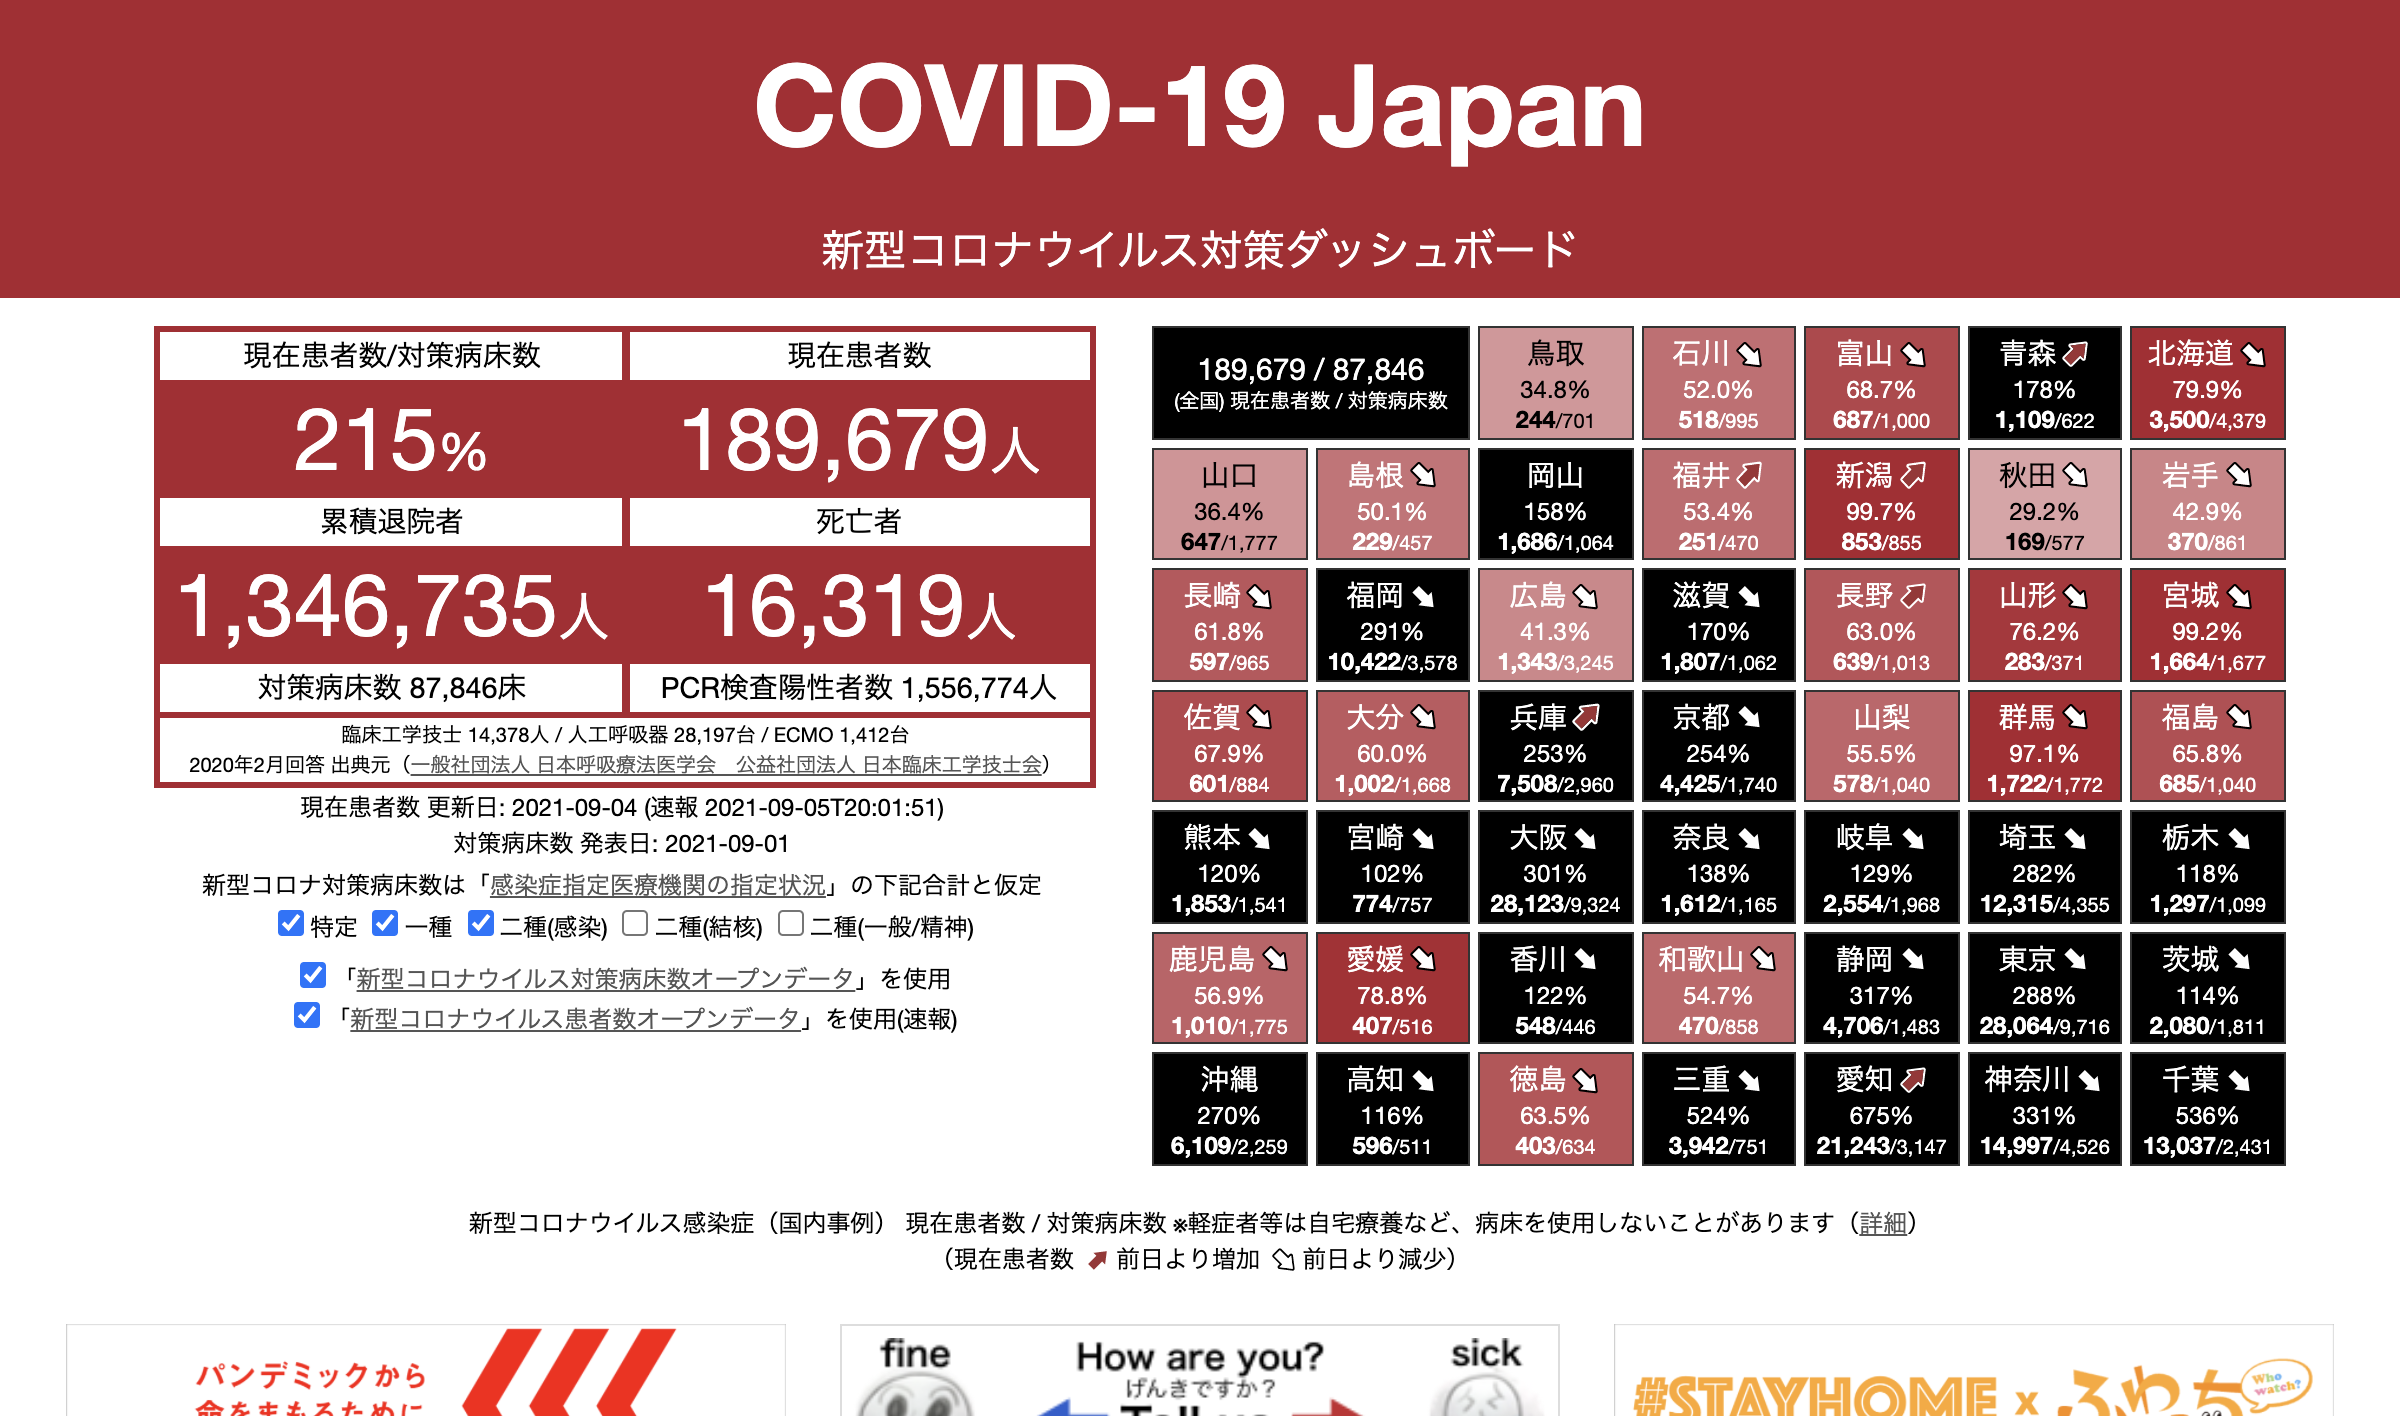 COVID-19 Japan
新型コロナウイルス対策ダッシュボード
現在患者数/対策病床数
現在患者数
215%
189,679人
累積退院者
死亡者
1,346,735人
16,319人
対策病床数 87,846床
PCR検査陽性者数 1,556,774人
臨床工学技士 14,378人 / 人工呼吸器 28,197台 / ECMO 1,412台
2020年2月回答 出典元（一般社団法人 日本呼吸療法医学会　公益社団法人 日本臨床工学技士会）
現在患者数 更新日: 2021-09-04 (速報 2021-09-05T20:01:51)
対策病床数 発表日: 2021-09-01
新型コロナ対策病床数は「感染症指定医療機関の指定状況」の下記合計と仮定
特定 一種 二種(感染) 二種(結核) 二種(一般/精神)
「新型コロナウイルス対策病床数オープンデータ」を使用
「新型コロナウイルス患者数オープンデータ」を使用(速報)
189,679 / 87,846
(全国) 現在患者数 / 対策病床数
鳥取
34.8%
244/701
石川
52.0%
518/995
富山
68.7%
687/1,000
青森
178%
1,109/622
北海道
79.9%
3,500/4,379
山口
36.4%
647/1,777
島根
50.1%
229/457
岡山
158%
1,686/1,064
福井
53.4%
251/470
新潟
99.7%
853/855
秋田
29.2%
169/577
岩手
42.9%
370/861
長崎
61.8%
597/965
福岡
291%
10,422/3,578
広島
41.3%
1,343/3,245
滋賀
170%
1,807/1,062
長野
63.0%
639/1,013
山形
76.2%
283/371
宮城
99.2%
1,664/1,677
佐賀
67.9%
601/884
大分
60.0%
1,002/1,668
兵庫
253%
7,508/2,960
京都
254%
4,425/1,740
山梨
55.5%
578/1,040
群馬
97.1%
1,722/1,772
福島
65.8%
685/1,040
熊本
120%
1,853/1,541
宮崎
102%
774/757
大阪
301%
28,123/9,324
奈良
138%
1,612/1,165
岐阜
129%
2,554/1,968
埼玉
282%
12,315/4,355
栃木
118%
1,297/1,099
鹿児島
56.9%
1,010/1,775
愛媛
78.8%
407/516
香川
122%
548/446
和歌山
54.7%
470/858
静岡
317%
4,706/1,483
東京
288%
28,064/9,716
茨城
114%
2,080/1,811
沖縄
270%
6,109/2,259
高知
116%
596/511
徳島
63.5%
403/634
三重
524%
3,942/751
愛知
675%
21,243/3,147
神奈川
331%
14,997/4,526
千葉
536%
13,037/2,431
新型コロナウイルス感染症（国内事例） 現在患者数 / 対策病床数 ※軽症者等は自宅療養など、病床を使用しないことがあります（詳細）
（現在患者数 前日より増加 前日より減少）
パンデミックから
命をまもるために
fine
How are you?
sick
げんきですか？
Tell us
#STAYHOME x ふわっち
Who watch?